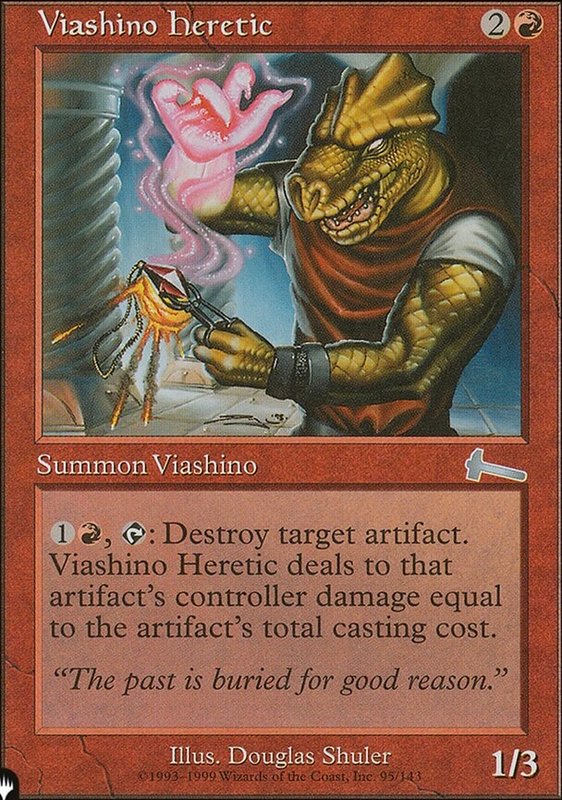 Viashino Heretic 2
Summon Viashino
1 , : Destroy target artifact.
Viashino Heretic deals to that
artifact's controller damage equal
to the artifact's total casting cost.
“The past is buried for good reason.”
Illus. Douglas Shuler
©1993–1999 Wizards of the Coast, Inc. 95/143
1/3